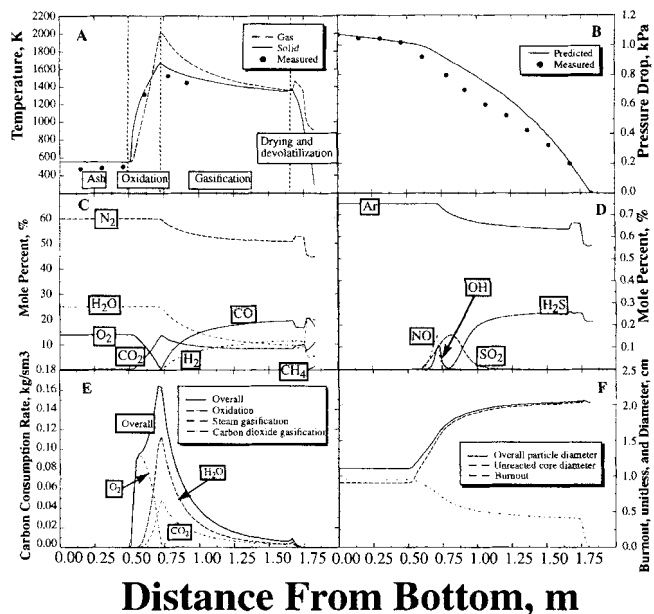 Temperature, K
2200
2000
1800
1600
1400
1200
1000
800
600
400
A
Gas
Solid
Measured
Ash
Oxidation
Gasification
Drying and
devolatilization
B
Predicted
Measured
1.2
1.0
0.8
0.6
0.4
0.2
0.0
Pressure Drop, kPa
Mole Percent, %
60
50
40
30
20
10
C
N2
H2O
O2
CO2
H2
CO
CH4
D
Ar
NO
OH
SO2
H2S
0.7
0.6
0.5
0.4
0.3
0.2
0.1
Mole Percent, %
Carbon Consumption Rate, kg/sm3
0.18
0.16
0.14
0.12
0.10
0.08
0.06
0.04
0.02
0.00
E
Overall
Oxidation
Steam gasification
Carbon dioxide gasification
Overall
O2
H2O
CO2
F
Overall particle diameter
Unreacted core diameter
Burnout
2.5
2.0
1.5
1.0
0.5
0.0
Burnout, unitless, and Diameter, cm
0.00 0.25 0.50 0.75 1.00 1.25 1.50 1.75 0.00 0.25 0.50 0.75 1.00 1.25 1.50 1.75
Distance From Bottom, m